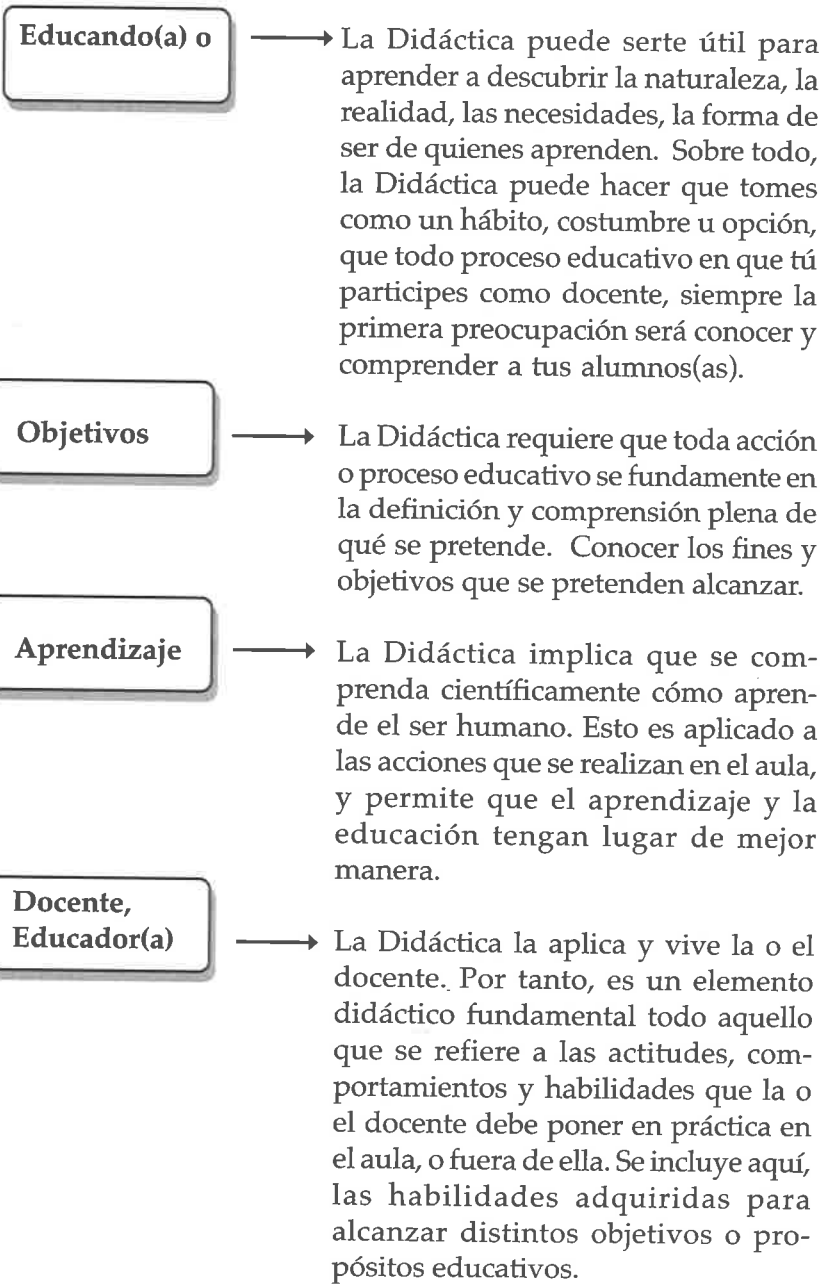 Educando(a) o
La Didáctica puede serte útil para
aprender a descubrir la naturaleza, la
realidad, las necesidades, la forma de
ser de quienes aprenden. Sobre todo,
la Didáctica puede hacer que tomes
como un hábito, costumbre u opción,
que todo proceso educativo en que tú
participes como docente, siempre la
primera preocupación será conocer y
comprender a tus alumnos(as).
Objetivos
La Didáctica requiere que toda acción
o proceso educativo se fundamente en
la definición y comprensión plena de
qué se pretende. Conocer los fines y
objetivos que se pretenden alcanzar.
Aprendizaje
La Didáctica implica que se com-
prenda científicamente cómo apren-
de el ser humano. Esto es aplicado a
las acciones que se realizan en el aula,
y permite que el aprendizaje y la
educación tengan lugar de mejor
manera.
Docente,
Educador(a)
La Didáctica la aplica y vive la o el
docente. Por tanto, es un elemento
didáctico fundamental todo aquello
que se refiere a las actitudes, com-
portamientos y habilidades que la o
el docente debe poner en práctica en
el aula, o fuera de ella. Se incluye aquí,
las habilidades adquiridas para
alcanzar distintos objetivos o pro-
pósitos educativos.